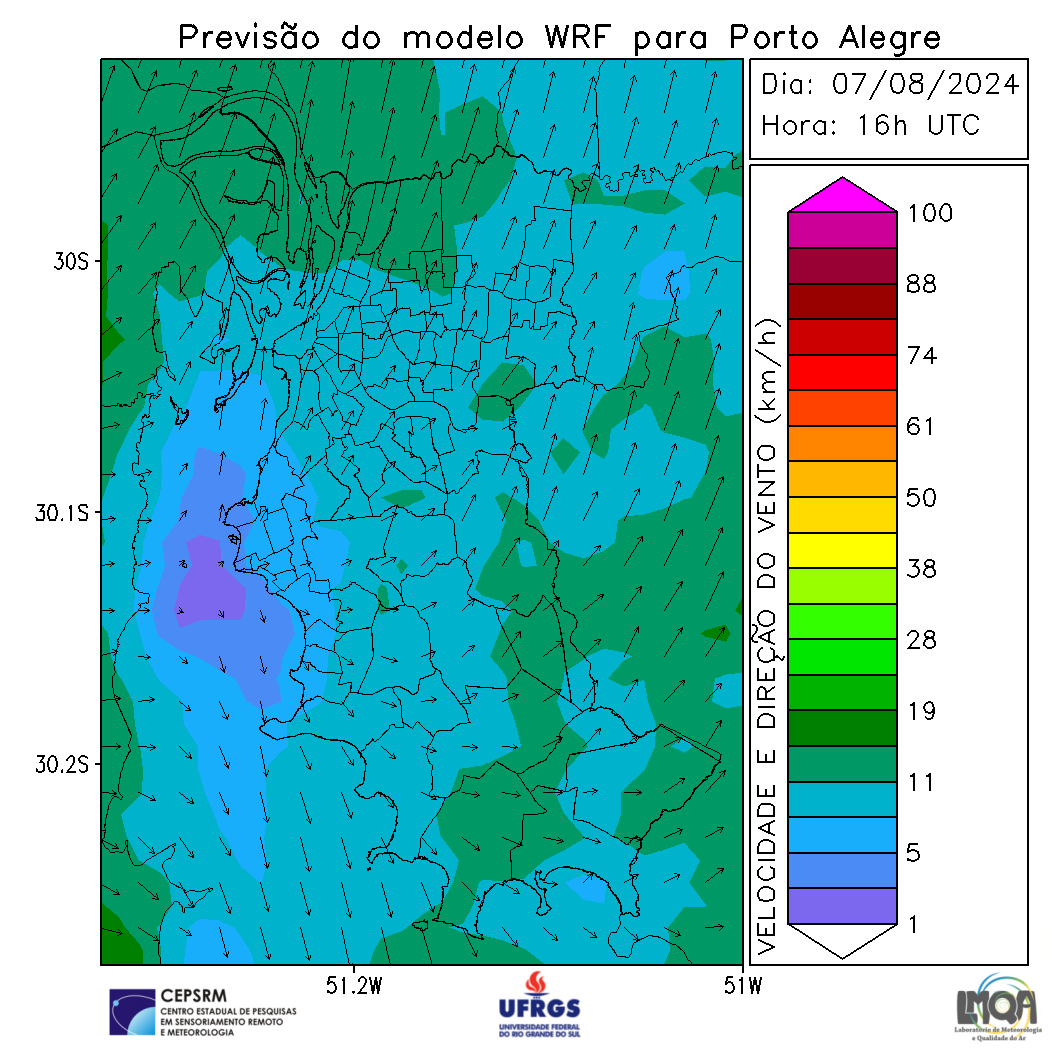 Previsão do modelo WRF para Porto Alegre
Dia: 07/08/2024
Hora: 16h UTC
30S
30.1S
30.2S
51.2W
51W
VELOCIDADE E DIREÇÃO DO VENTO (km/h)
100
88
74
61
50
38
28
19
11
5
1
CEPSRM
CENTRO ESTADUAL DE PESQUISAS
EM SENSORIAMENTO REMOTO
E METEOROLOGIA
UFRGS
UNIVERSIDADE FEDERAL
DO RIO GRANDE DO SUL
LMQA
Laboratório de Meteorologia
e Qualidade do Ar